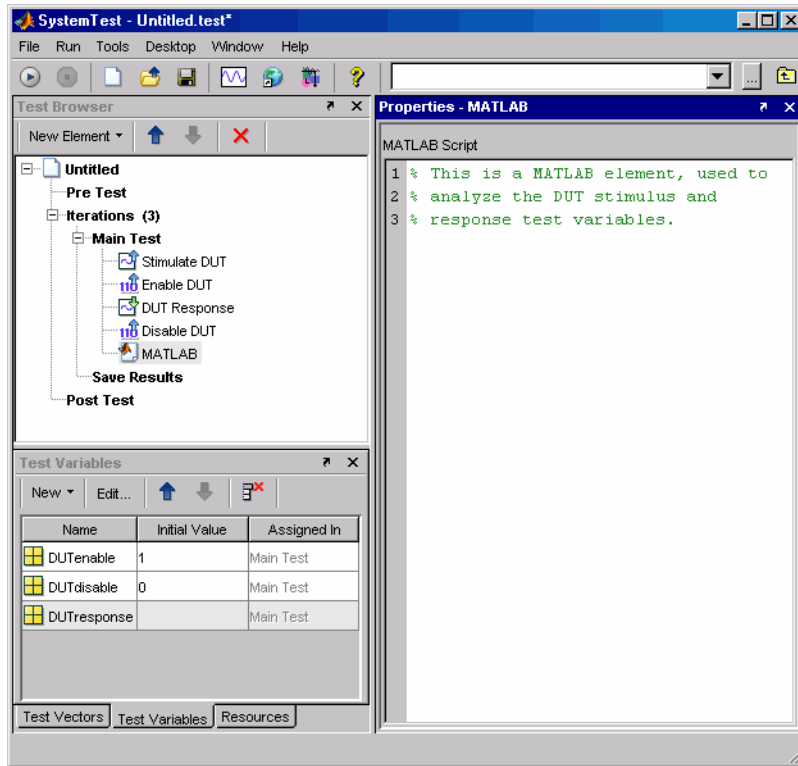 SystemTest - Untitled.test*
File Run Tools Desktop Window Help
...
Test Browser
New Element
Untitled
Pre Test
Iterations (3)
Main Test
Stimulate DUT
Enable DUT
DUT Response
Disable DUT
MATLAB
Save Results
Post Test
Test Variables
New Edit...
Name Initial Value Assigned In
DUTenable 1 Main Test
DUTdisable 0 Main Test
DUTresponse Main Test
Test Vectors Test Variables Resources
Properties - MATLAB
MATLAB Script
1 % This is a MATLAB element, used to
2 % analyze the DUT stimulus and
3 % response test variables.